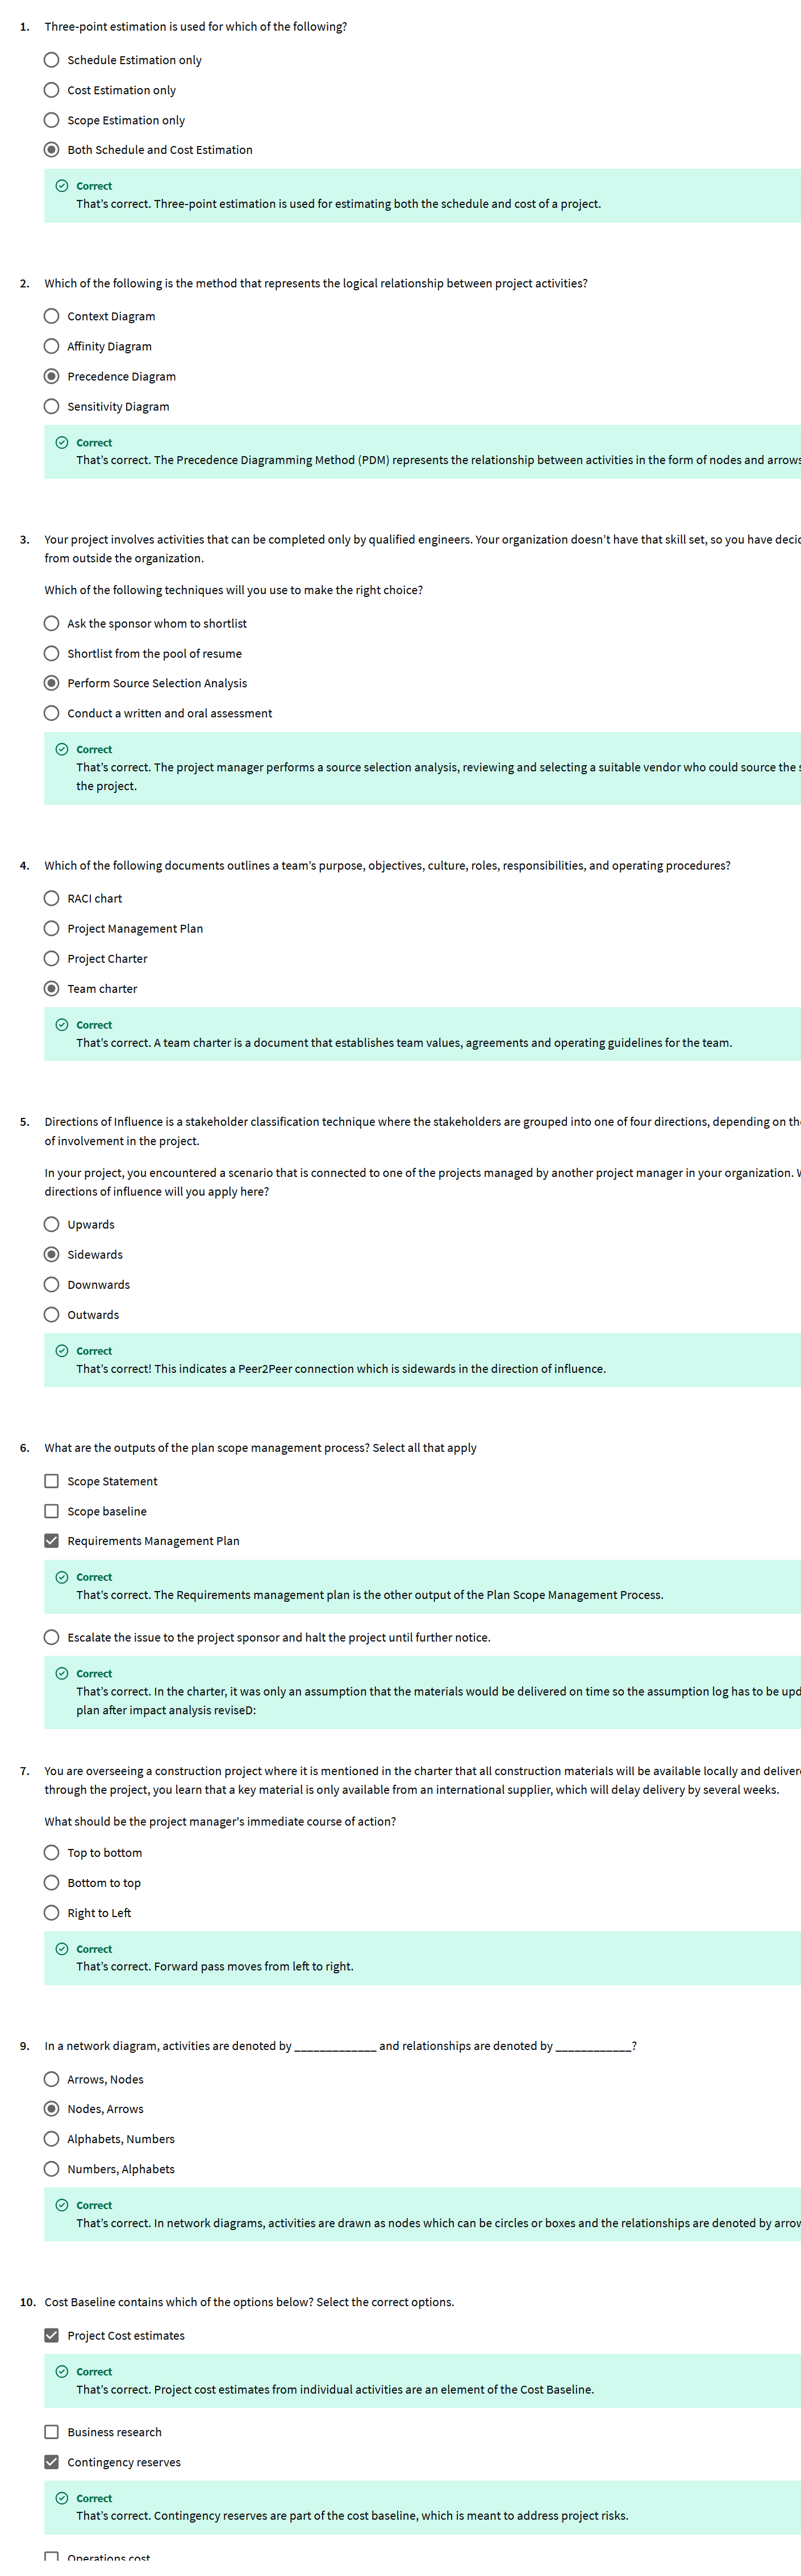 1. Three-point estimation is used for which of the following?
Schedule Estimation only
Cost Estimation only
Scope Estimation only
Both Schedule and Cost Estimation
Correct
That's correct. Three-point estimation is used for estimating both the schedule and cost of a project.
2. Which of the following is the method that represents the logical relationship between project activities?
Context Diagram
Affinity Diagram
Precedence Diagram
Sensitivity Diagram
Correct
That's correct. The Precedence Diagramming Method (PDM) represents the relationship between activities in the form of nodes and arrows
3. Your project involves activities that can be completed only by qualified engineers. Your organization doesn't have that skill set, so you have
from outside the organization.
Which of the following techniques will you use to make the right choice?
Ask the sponsor whom to shortlist
Shortlist from the pool of resume
Perform Source Selection Analysis
Conduct a written and oral assessment
Correct
That's correct. The project manager performs a source selection analysis, reviewing and selecting a suitable vendor who could source the
the project.
4. Which of the following documents outlines a team's purpose, objectives, culture, roles, responsibilities, and operating procedures?
RACI chart
Project Management Plan
Project Charter
Team charter
Correct
That's correct. A team charter is a document that establishes team values, agreements and operating guidelines for the team.
5. Directions of Influence is a stakeholder classification technique where the stakeholders are grouped into one of four directions, depending on
of involvement in the project.
In your project, you encountered a scenario that is connected to one of the projects managed by another project manager in your organization.
directions of influence will you apply here?
Upwards
Sidewards
Downwards
Outwards
Correct
That's correct! This indicates a Peer2Peer connection which is sidewards in the direction of influence.
6. What are the outputs of the plan scope management process? Select all that apply
Scope Statement
Scope baseline
Requirements Management Plan
Correct
That's correct. The Requirements management plan is the other output of the Plan Scope Management Process.
Escalate the issue to the project sponsor and halt the project until further notice.
Correct
That's correct. In the charter, it was only an assumption that the materials would be delivered on time so the assumption log has to be
plan after impact analysis reviseD:
7. You are overseeing a construction project where it is mentioned in the charter that all construction materials will be available locally and
through the project, you learn that a key material is only available from an international supplier, which will delay delivery by several weeks.
What should be the project manager's immediate course of action?
Top to bottom
Bottom to top
Right to Left
Correct
That's correct. Forward pass moves from left to right.
9. In a network diagram, activities are denoted by _____________ and relationships are denoted by ____________?
Arrows, Nodes
Nodes, Arrows
Alphabets, Numbers
Numbers, Alphabets
Correct
That's correct. In network diagrams, activities are drawn as nodes which can be circles or boxes and the relationships are denoted by
10. Cost Baseline contains which of the options below? Select the correct options.
Project Cost estimates
Correct
That's correct. Project cost estimates from individual activities are an element of the Cost Baseline.
Business research
Contingency reserves
Correct
That's correct. Contingency reserves are part of the cost baseline, which is meant to address project risks.
Operations cost